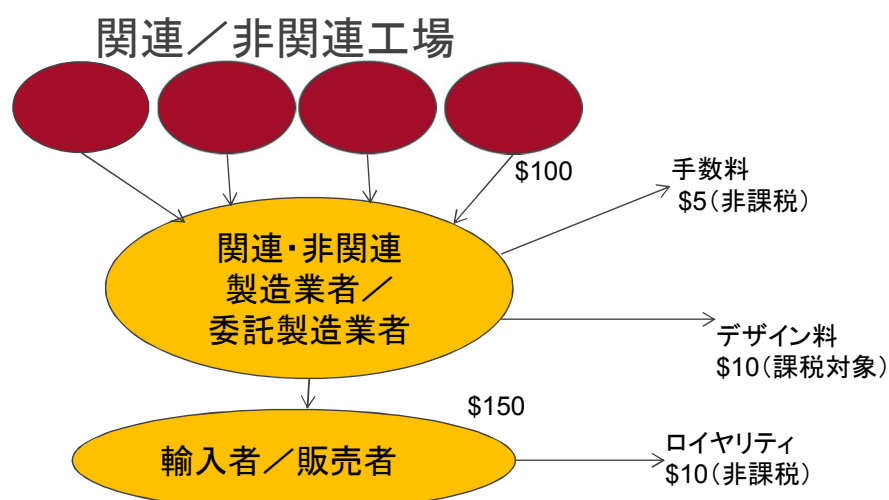 関連／非関連工場
$100
手数料
$5（非課税）
関連・非関連
製造業者／
委託製造業者
デザイン料
$10（課税対象）
$150
輸入者／販売者
ロイヤリティ
$10（非課税）